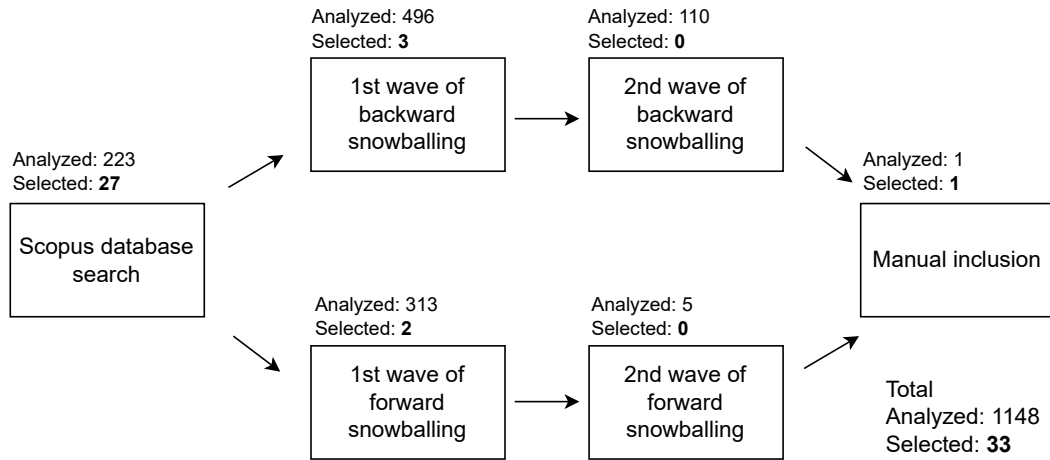 Analyzed: 496
Selected: 3
1st wave of
backward
snowballing
Analyzed: 110
Selected: 0
2nd wave of
backward
snowballing
Analyzed: 223
Selected: 27
Scopus database
search
Analyzed: 1
Selected: 1
Manual inclusion
Analyzed: 313
Selected: 2
1st wave of
forward
snowballing
Analyzed: 5
Selected: 0
2nd wave of
forward
snowballing
Total
Analyzed: 1148
Selected: 33